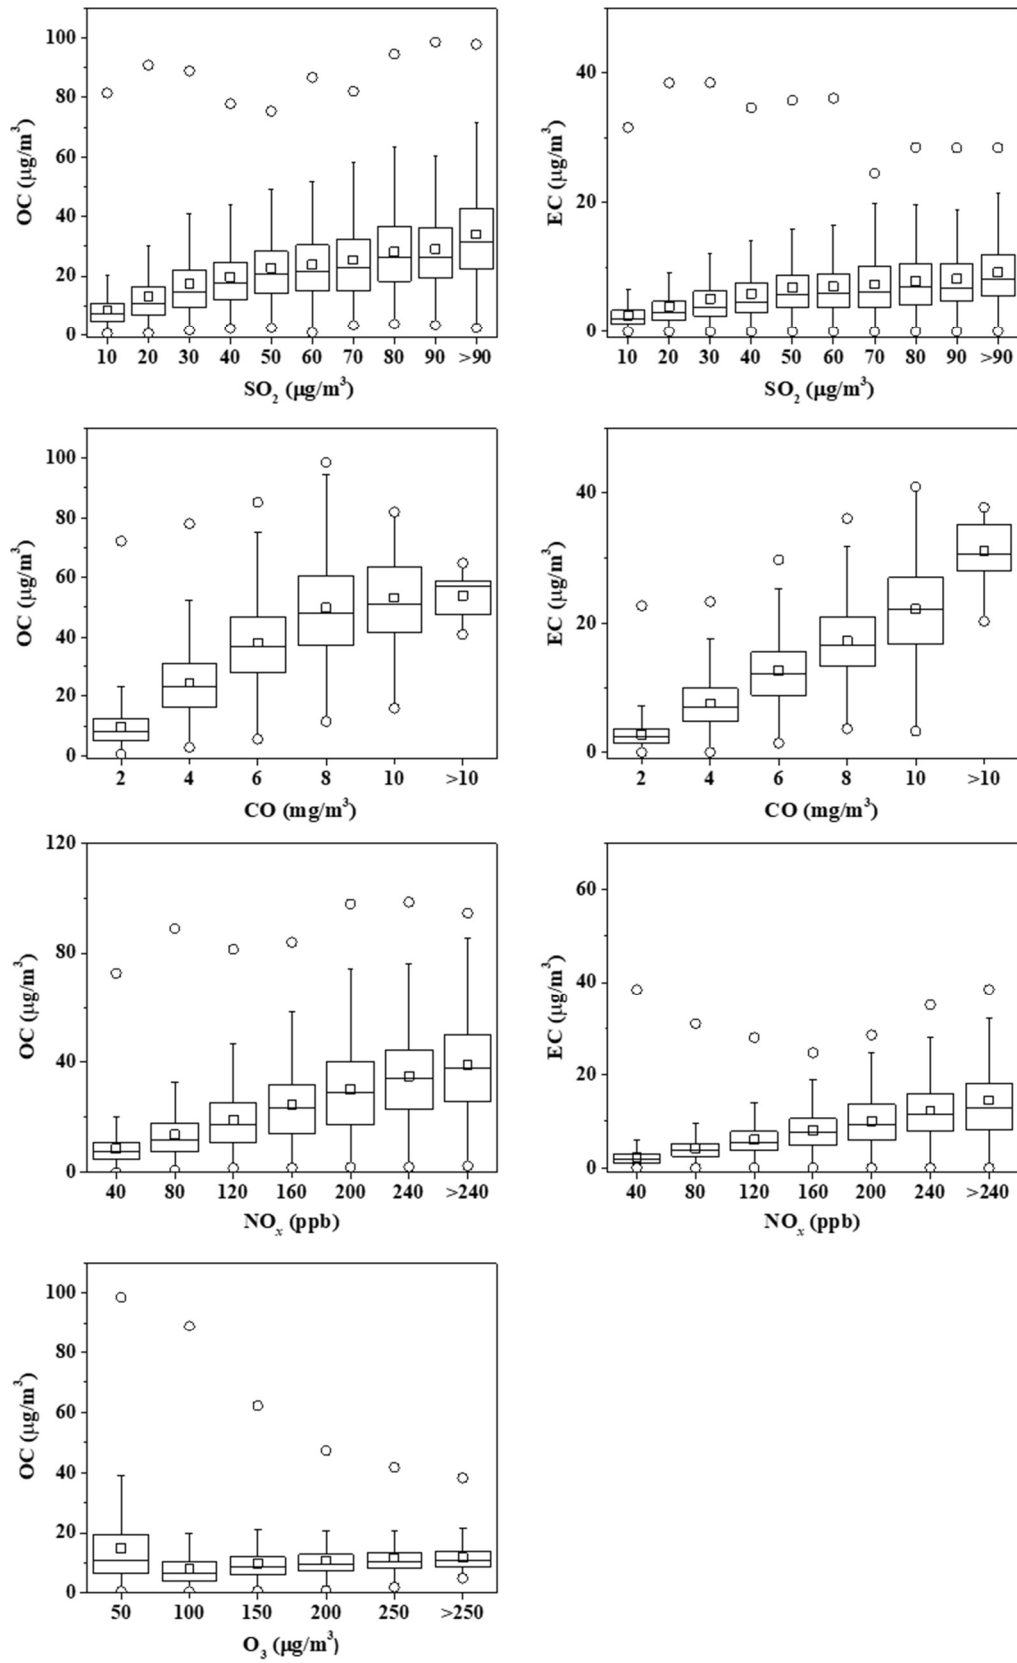 100
80
60
40
20
0
OC (μg/m³)
10 20 30 40 50 60 70 80 90 >90
SO₂ (μg/m³)
40
20
0
EC (μg/m³)
10 20 30 40 50 60 70 80 90 >90
SO₂ (μg/m³)
100
80
60
40
20
0
OC (μg/m³)
2 4 6 8 10 >10
CO (mg/m³)
40
20
0
EC (μg/m³)
2 4 6 8 10 >10
CO (mg/m³)
120
80
40
0
OC (μg/m³)
40 80 120 160 200 240 >240
NOₓ (ppb)
60
40
20
0
EC (μg/m³)
40 80 120 160 200 240 >240
NOₓ (ppb)
100
80
60
40
20
0
OC (μg/m³)
50 100 150 200 250 >250
O₃ (μg/m³)